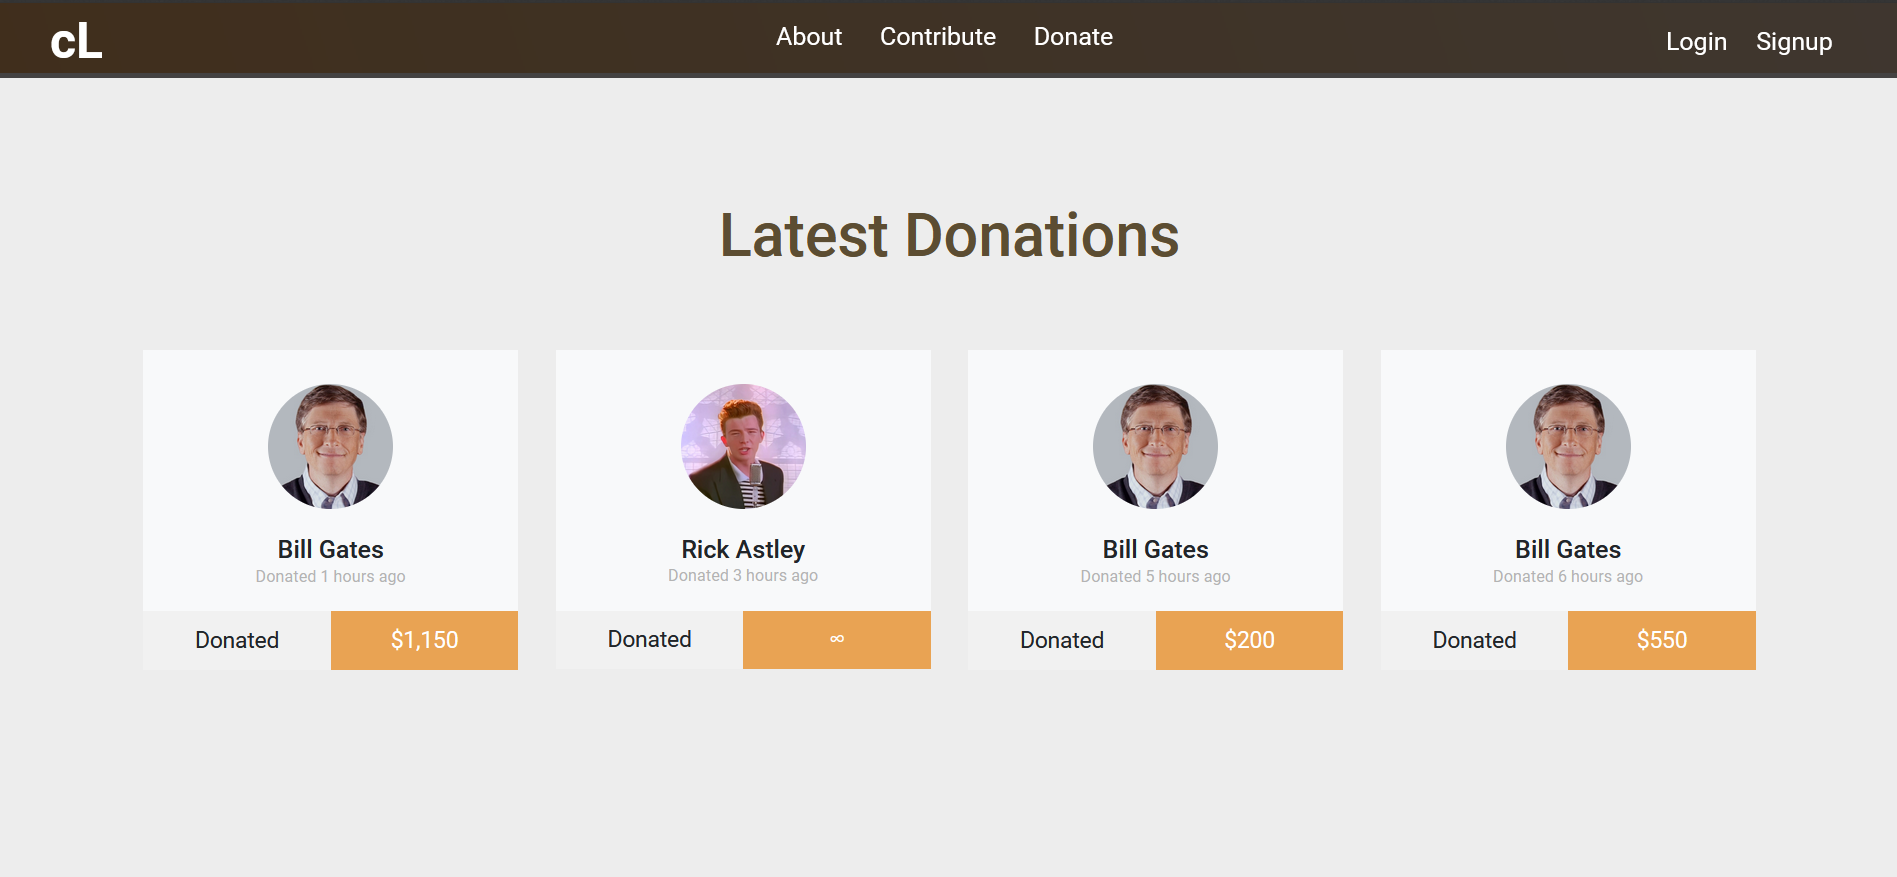 cL
About Contribute Donate
Login Signup
Latest Donations
Bill Gates
Donated 1 hours ago
Donated $1,150
Rick Astley
Donated 3 hours ago
Donated ∞
Bill Gates
Donated 5 hours ago
Donated $200
Bill Gates
Donated 6 hours ago
Donated $550